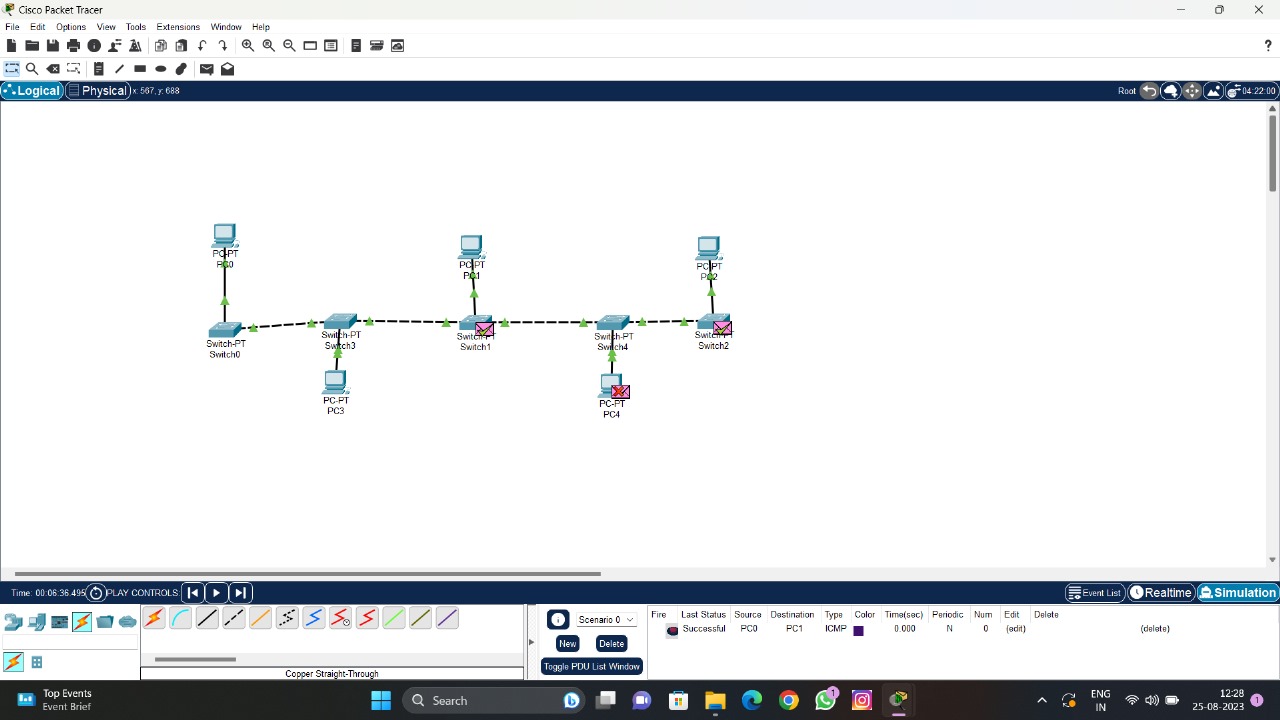 Cisco Packet Tracer
File Edit Options View Tools Extensions Window Help
?
Logical Physical x: 567, y: 688 Root 04:22:00
PC-PT
PC0
PC-PT
PC1
PC-PT
PC2
Switch-PT
Switch0
Switch-PT
Switch3
Switch-PT
Switch1
Switch-PT
Switch4
Switch-PT
Switch2
PC-PT
PC3
PC-PT
PC4
Time: 00:06:36.495 PLAY CONTROLS: Event List Realtime Simulation
Scenario 0
New Delete
Toggle PDU List Window
Fire Last Status Source Destination Type Color Time(sec) Periodic Num Edit Delete
Successful PC0 PC1 ICMP 0.000 N 0 (edit) (delete)
Copper Straight-Through
Top Events
Event Brief
Search
1
ENG
IN
12:28
25-08-2023
1